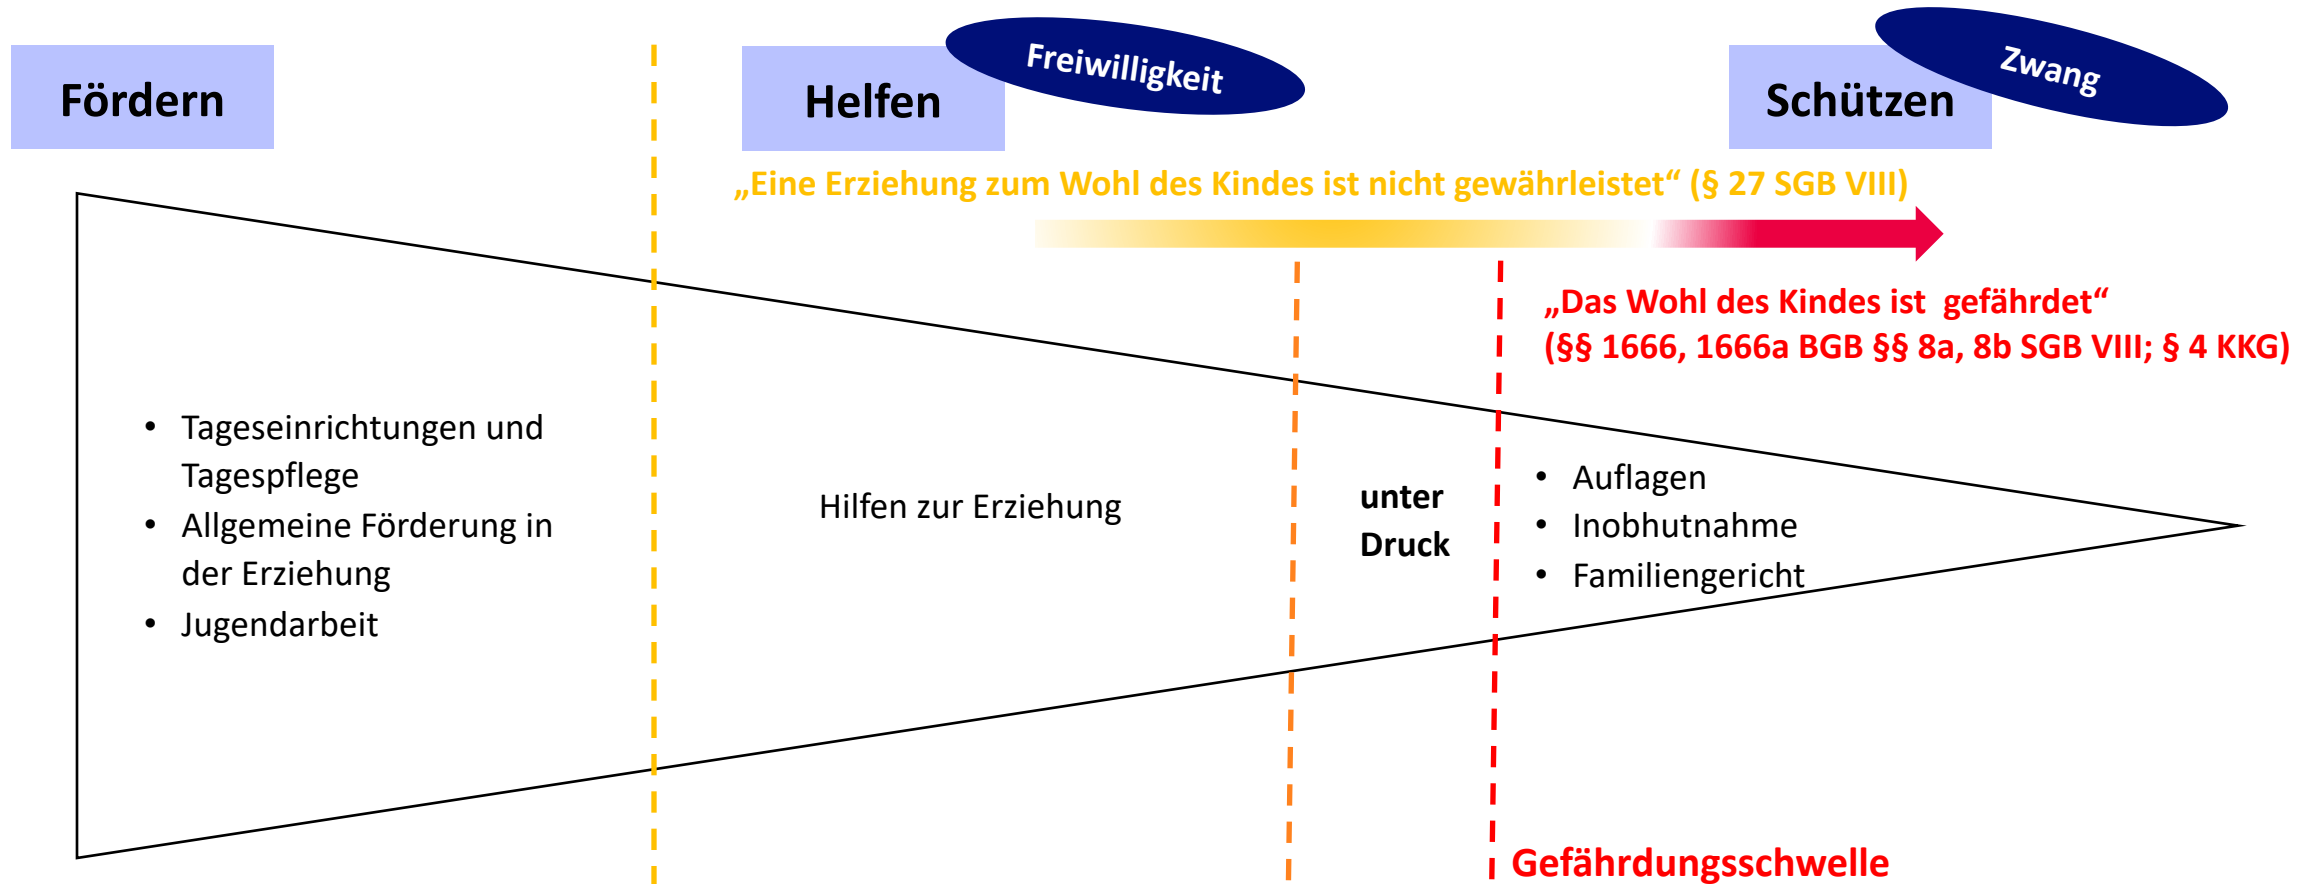 Fördern
Helfen
Freiwilligkeit
Schützen
Zwang
„Eine Erziehung zum Wohl des Kindes ist nicht gewährleistet“ (§ 27 SGB VIII)
„Das Wohl des Kindes ist  gefährdet“
(§§ 1666, 1666a BGB §§ 8a, 8b SGB VIII; § 4 KKG)
• Tageseinrichtungen und
Tagespflege
• Allgemeine Förderung in
der Erziehung
• Jugendarbeit
Hilfen zur Erziehung
unter
Druck
• Auflagen
• Inobhutnahme
• Familiengericht
Gefährdungsschwelle